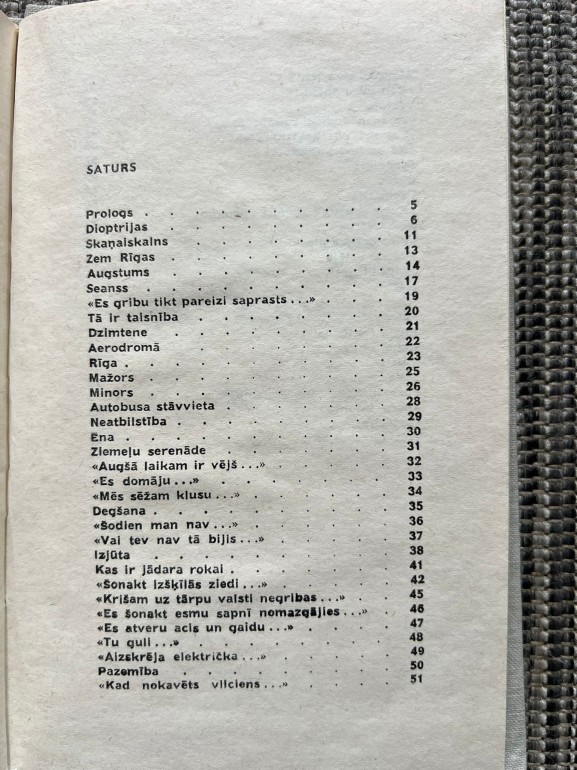 SATURS
Prologs . . . . . . . . . . 5
Dioptrijas . . . . . . . . . 6
Skaņaiskalns . . . . . . . . 11
Zem Rīgas . . . . . . . . . 13
Augstums . . . . . . . . . 14
Seanss . . . . . . . . . . 17
«Es gribu tikt pareizi saprasts...» . . . 19
Tā ir taisnība . . . . . . . . 20
Dzimtene . . . . . . . . . 21
Aerodromā . . . . . . . . 22
Rīga . . . . . . . . . . . 23
Mažors . . . . . . . . . . 25
Minors . . . . . . . . . . 26
Autobusa stāvvieta . . . . . . . 28
Neatbilstība . . . . . . . . . 29
Ena . . . . . . . . . . . 30
Ziemeļu serenāde . . . . . . . 31
«Augšā laikam ir vējš...» . . . . . 32
«Es domāju...» . . . . . . . . 33
«Mēs sēžam klusu...» . . . . . . 34
Degšana . . . . . . . . . . 35
«Šodien man nav...» . . . . . . 36
«Vai tev nav tā bijis...» . . . . . 37
Izjūta . . . . . . . . . . 38
Kas ir jādara rokai . . . . . . . 41
«Šonakt izšķīlās ziedi...» . . . . . 42
«Krišam uz tārpu valsti negribas...» . . 45
«Es šonakt esmu sapnī nomazgājies...» . 46
«Es atveru acis un gaidu...» . . . . 47
«Tu guli...» . . . . . . . . . 48
«Aizskrēja električka...» . . . . . 49
Pazemība . . . . . . . . . 50
«Kad nokavēts vilciens...» . . . . . 51